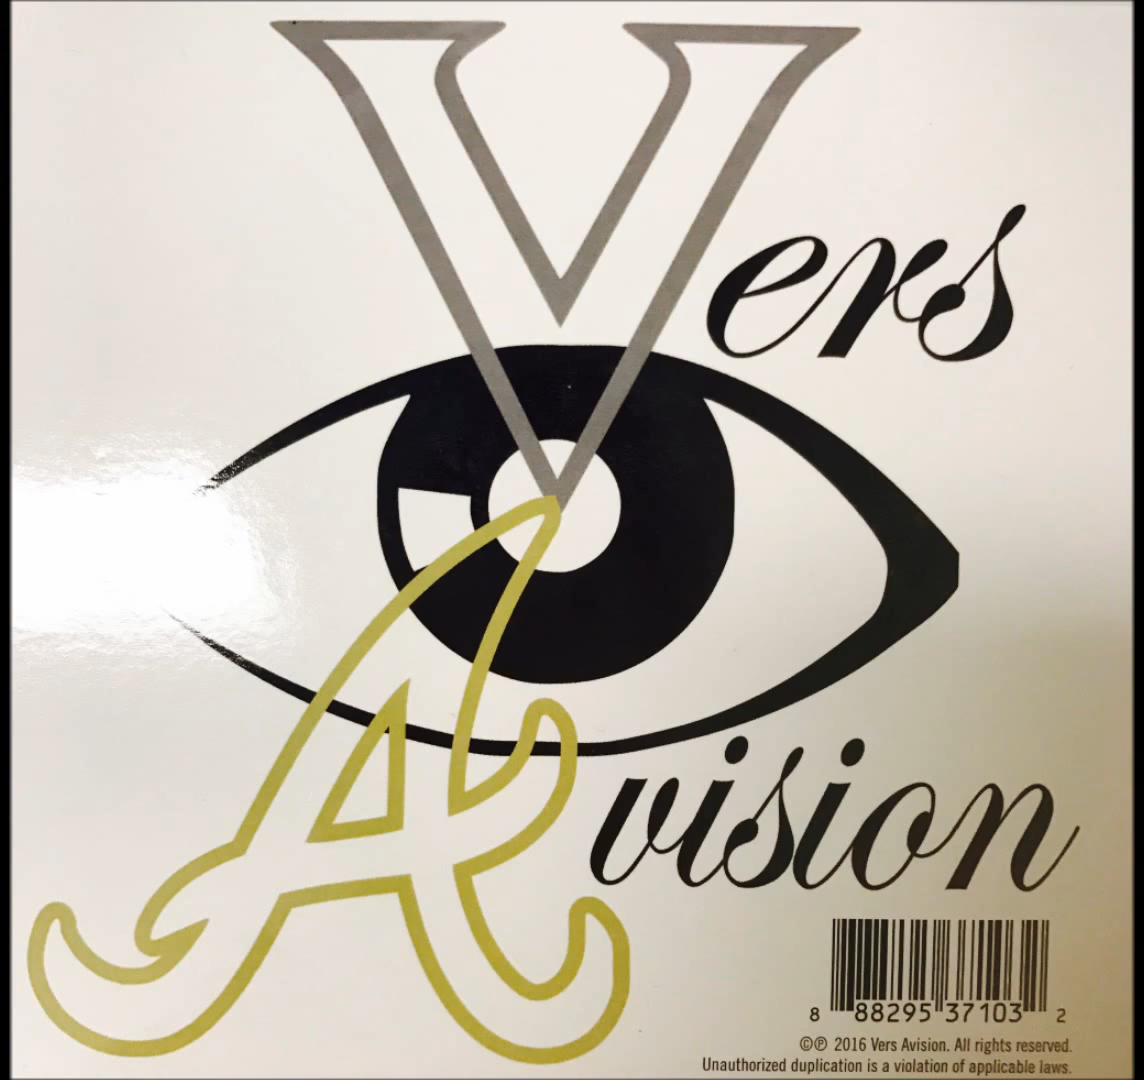 Vers
Avision
8 88295 37103 2
©℗ 2016 Vers Avision. All rights reserved.
Unauthorized duplication is a violation of applicable laws.